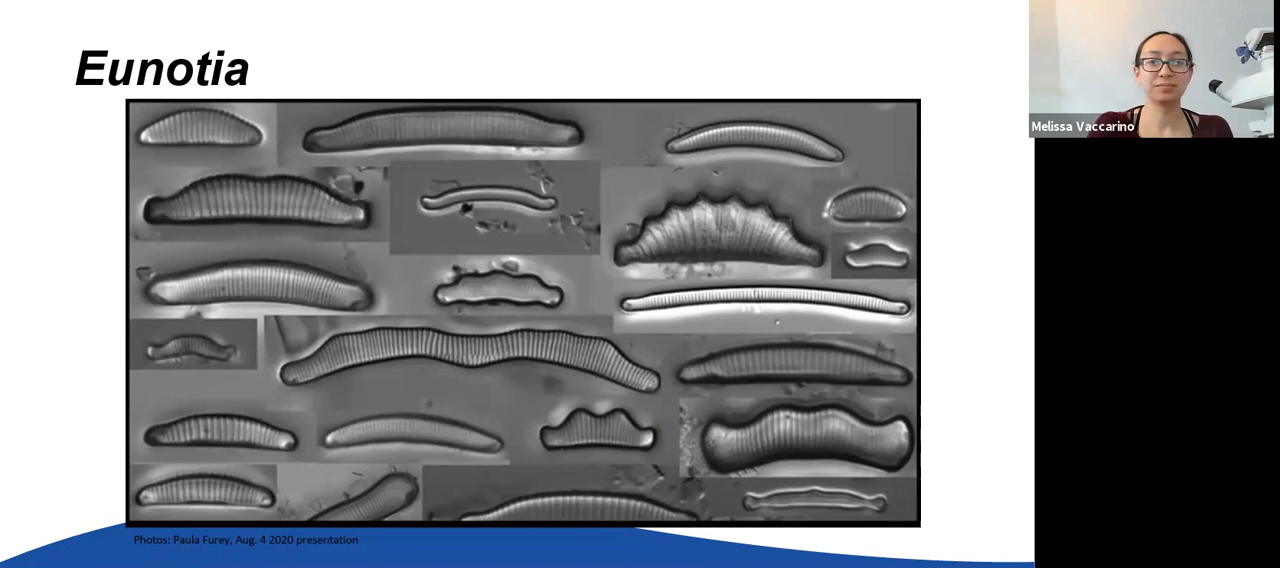 Eunotia
Melissa Vaccarino
Photos: Paula Furey, Aug. 4 2020 presentation